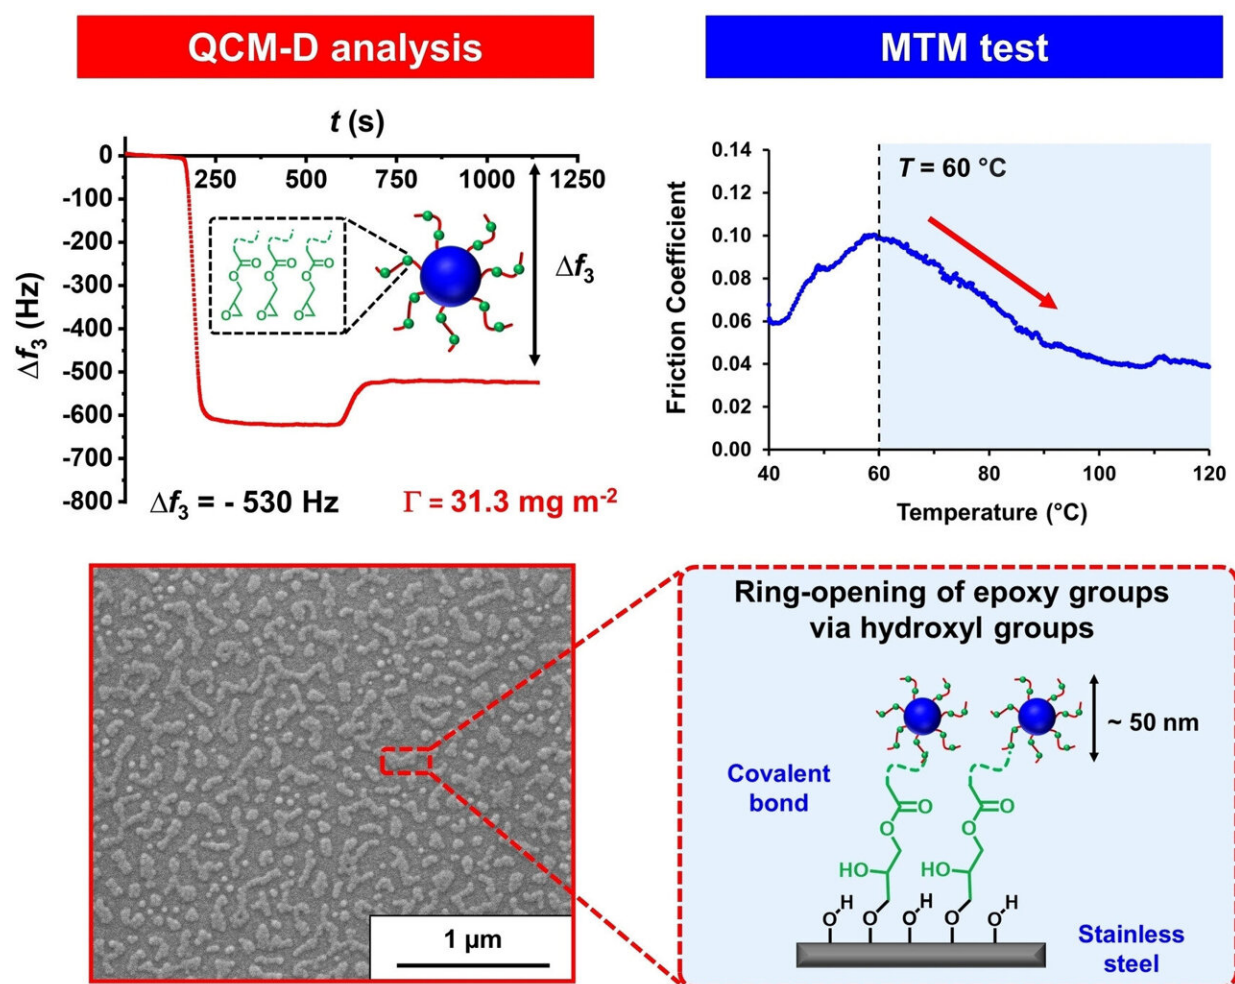 QCM-D analysis
t (s)
0
250
500
750
1000
1250
-100
-200
-300
-400
-500
-600
-700
-800
Δf₃ (Hz)
O
O
O
O
O
O
O
O
O
Δf₃
Δf₃ = - 530 Hz
Γ = 31.3 mg m⁻²
MTM test
0.14
0.12
0.10
0.08
0.06
0.04
0.02
0.00
Friction Coefficient
T = 60 °C
40
60
80
100
120
Temperature (°C)
1 µm
Ring-opening of epoxy groups
via hydroxyl groups
~ 50 nm
Covalent
bond
O
O
O
O
HO
HO
H
H
H
O
O
O
O
O
Stainless
steel